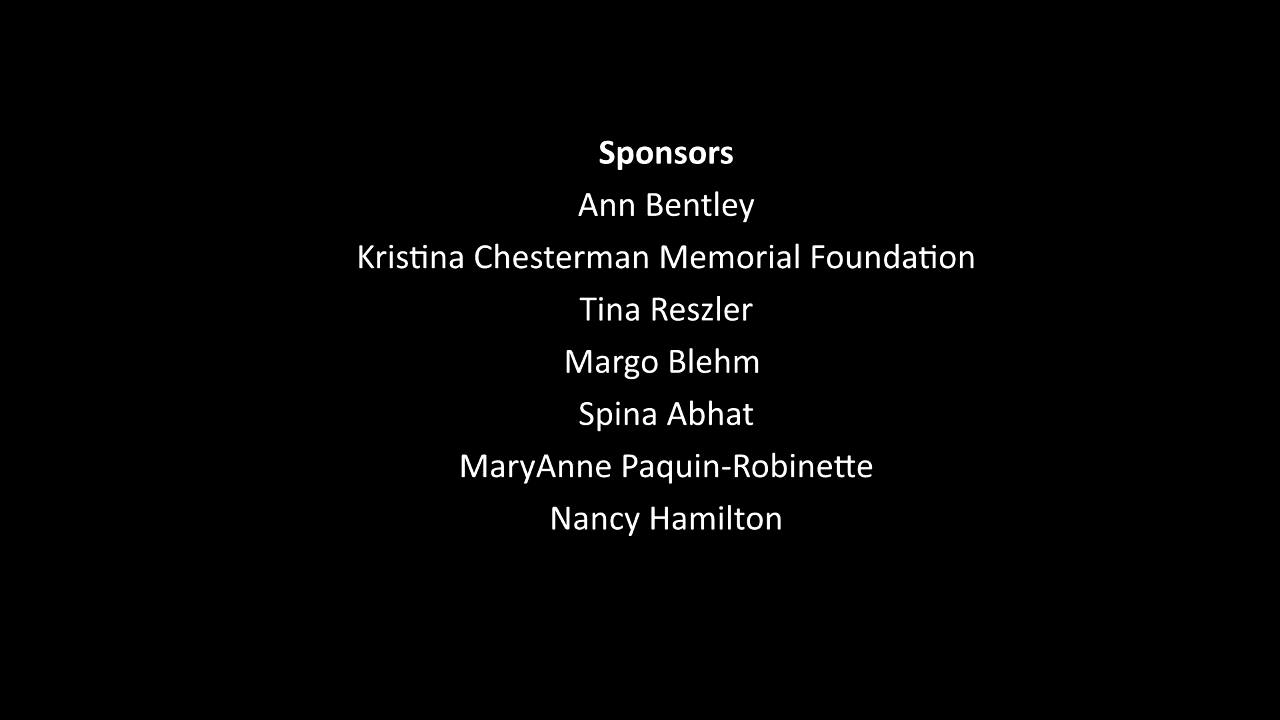 Sponsors
Ann Bentley
Kristina Chesterman Memorial Foundation
Tina Reszler
Margo Blehm
Spina Abhat
MaryAnne Paquin-Robinette
Nancy Hamilton